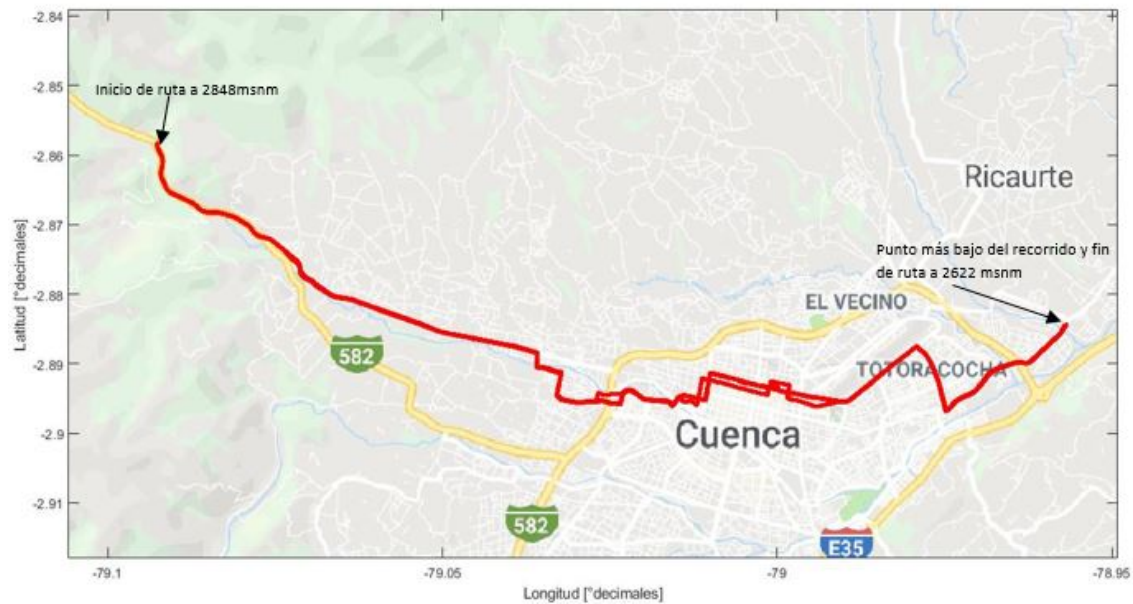 -2.84
-2.85
Inicio de ruta a 2848msnm
-2.86
Ricaurte
-2.87
Punto más bajo del recorrido y fin
de ruta a 2622 msnm
-2.88
EL VECINO
582
-2.89
TOTORACOCHA
Cuenca
-2.9
-2.91
582
E35
Latitud [°decimales]
-79.1
-79.05
-79
-78.95
Longitud [°decimales]